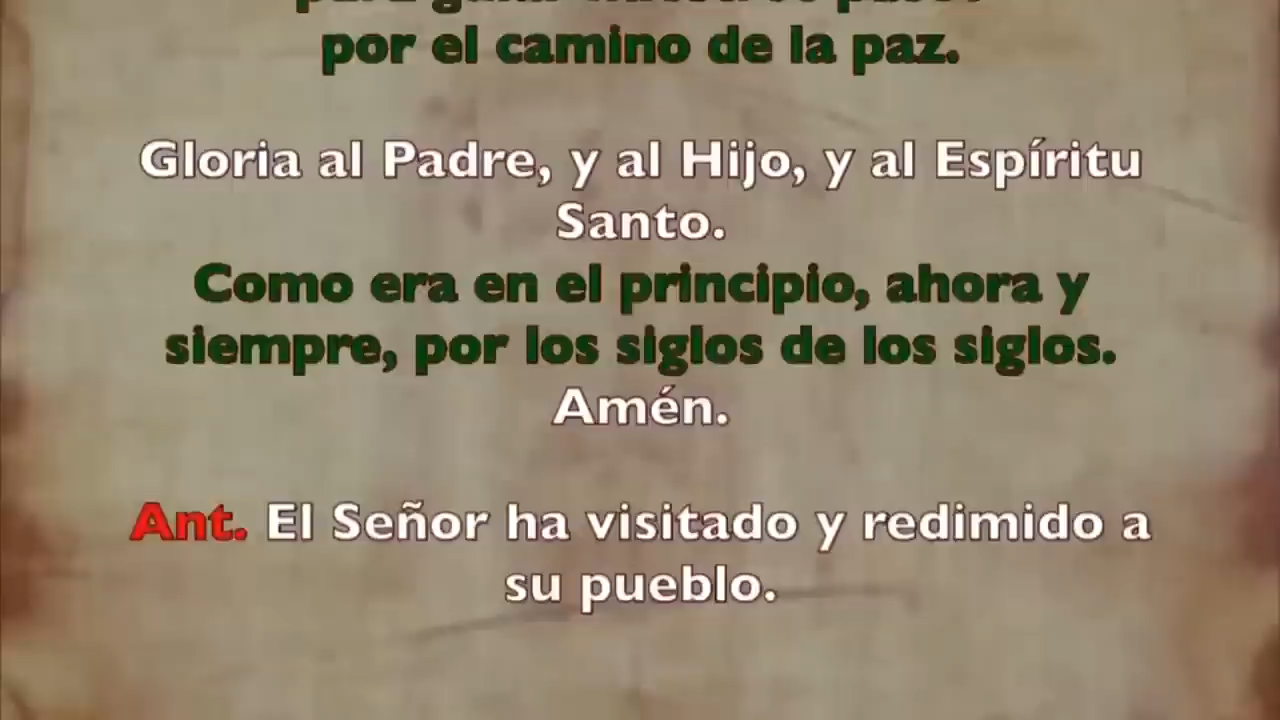 por el camino de la paz.
Gloria al Padre, y al Hijo, y al Espíritu
Santo.
Como era en el principio, ahora y
siempre, por los siglos de los siglos.
Amén.
Ant. El Señor ha visitado y redimido a
su pueblo.